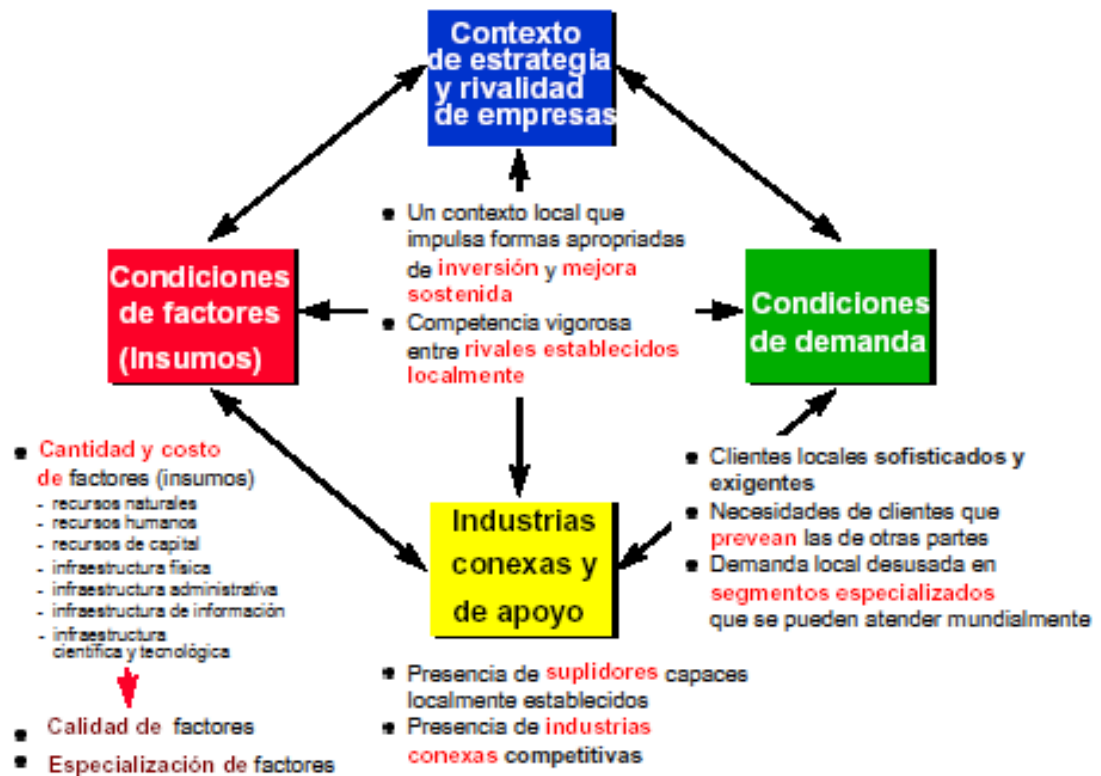 Contexto
de estrategia
y rivalidad
de empresas
Un contexto local que
impulsa formas apropiadas
de inversión y mejora
sostenida
Competencia vigorosa
entre rivales establecidos
localmente
Condiciones
de factores
(Insumos)
Condiciones
de demanda
Cantidad y costo
de factores (insumos)
- recursos naturales
- recursos humanos
- recursos de capital
- infraestructura física
- infraestructura administrativa
- infraestructura de información
- infraestructura
científica y tecnológica
Calidad de factores
Especialización de factores
Industrias
conexas y
de apoyo
Presencia de suplidores capaces
localmente establecidos
Presencia de industrias
conexas competitivas
Clientes locales sofisticados y
exigentes
Necesidades de clientes que
prevean las de otras partes
Demanda local desusada en
segmentos especializados
que se pueden atender mundialmente